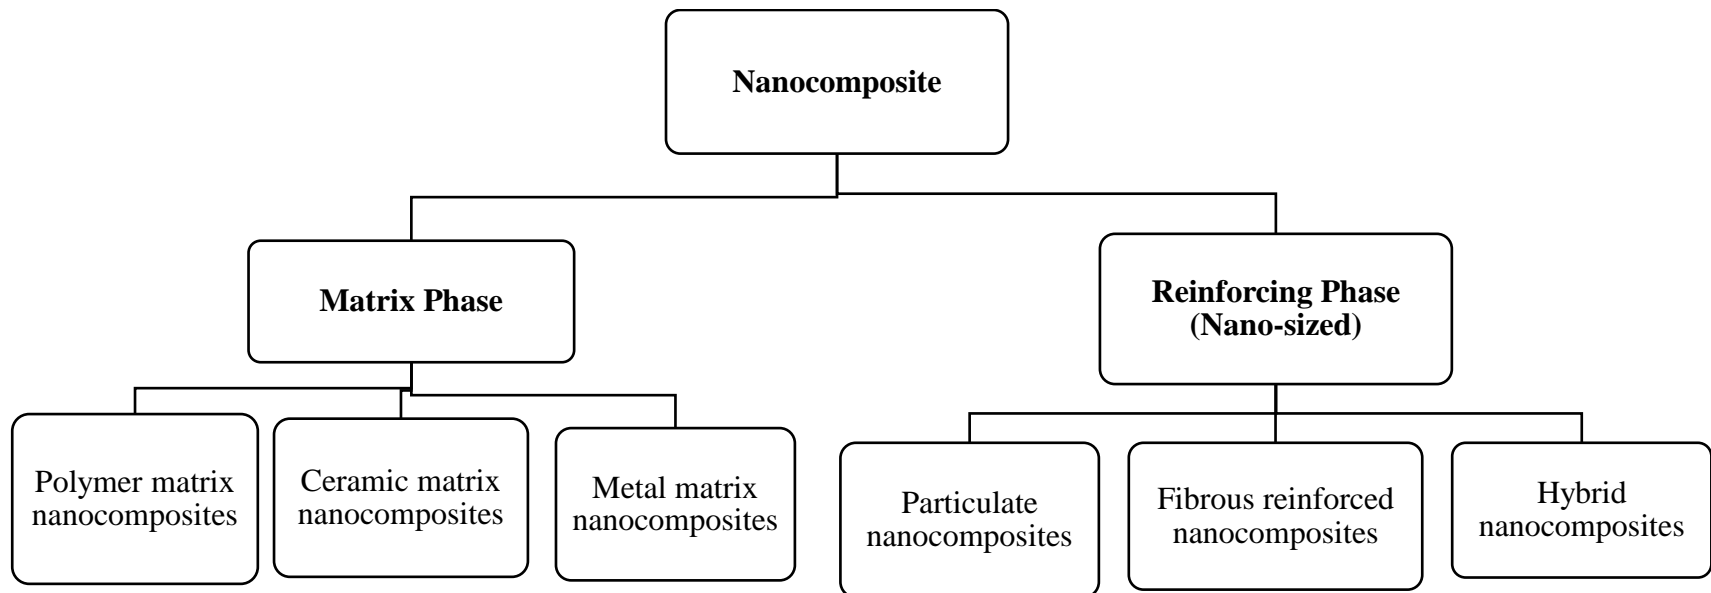 Nanocomposite
Matrix Phase
Reinforcing Phase
(Nano-sized)
Polymer matrix
nanocomposites
Ceramic matrix
nanocomposites
Metal matrix
nanocomposites
Particulate
nanocomposites
Fibrous reinforced
nanocomposites
Hybrid
nanocomposites